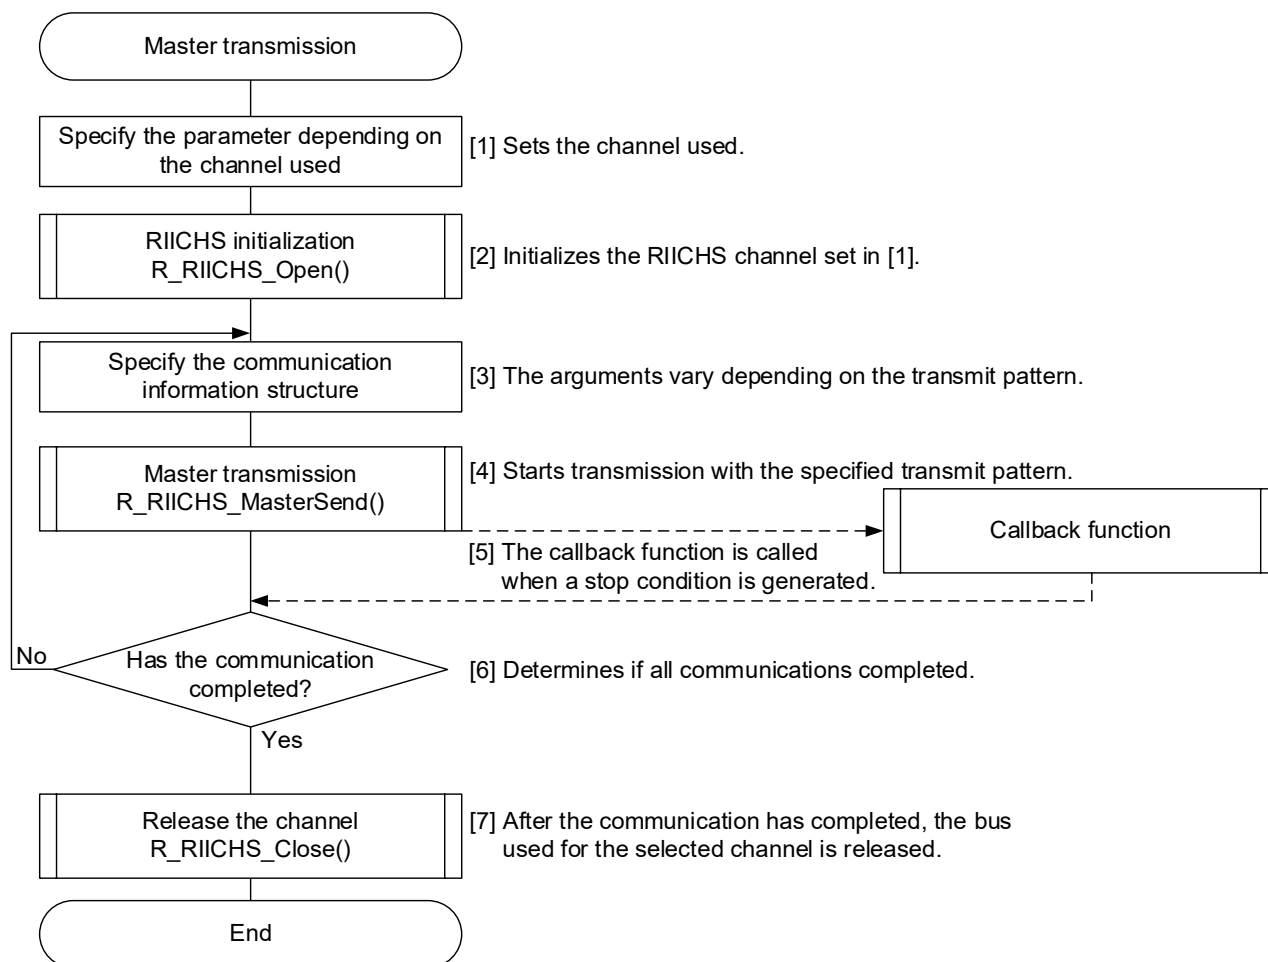 Master transmission
Specify the parameter depending on
the channel used
[1] Sets the channel used.
RIICHS initialization
R_RIICHS_Open()
[2] Initializes the RIICHS channel set in [1].
Specify the communication
information structure
[3] The arguments vary depending on the transmit pattern.
Master transmission
R_RIICHS_MasterSend()
[4] Starts transmission with the specified transmit pattern.
Callback function
[5] The callback function is called
when a stop condition is generated.
No
Has the communication
completed?
[6] Determines if all communications completed.
Yes
Release the channel
R_RIICHS_Close()
[7] After the communication has completed, the bus
used for the selected channel is released.
End